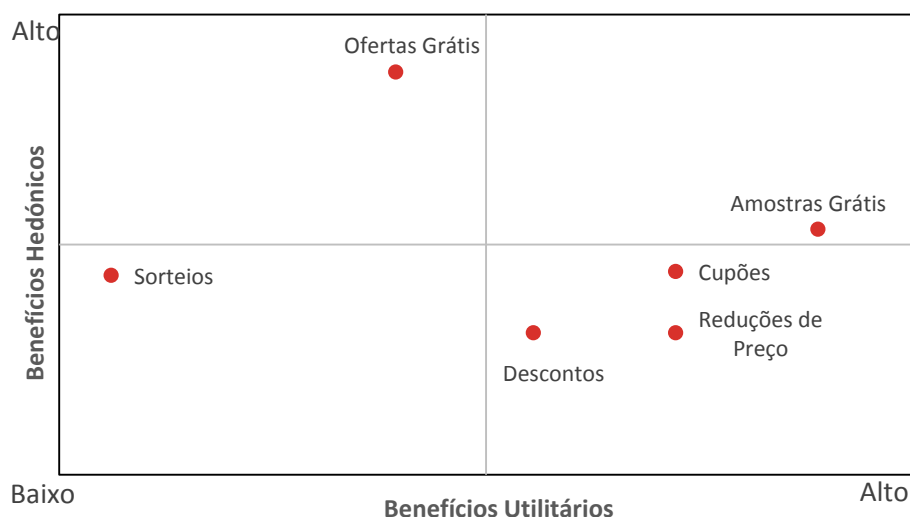 Alto
Ofertas Grátis
Benefícios Hedónicos
Amostras Grátis
Sorteios
Cupões
Reduções de
Preço
Descontos
Baixo
Alto
Benefícios Utilitários